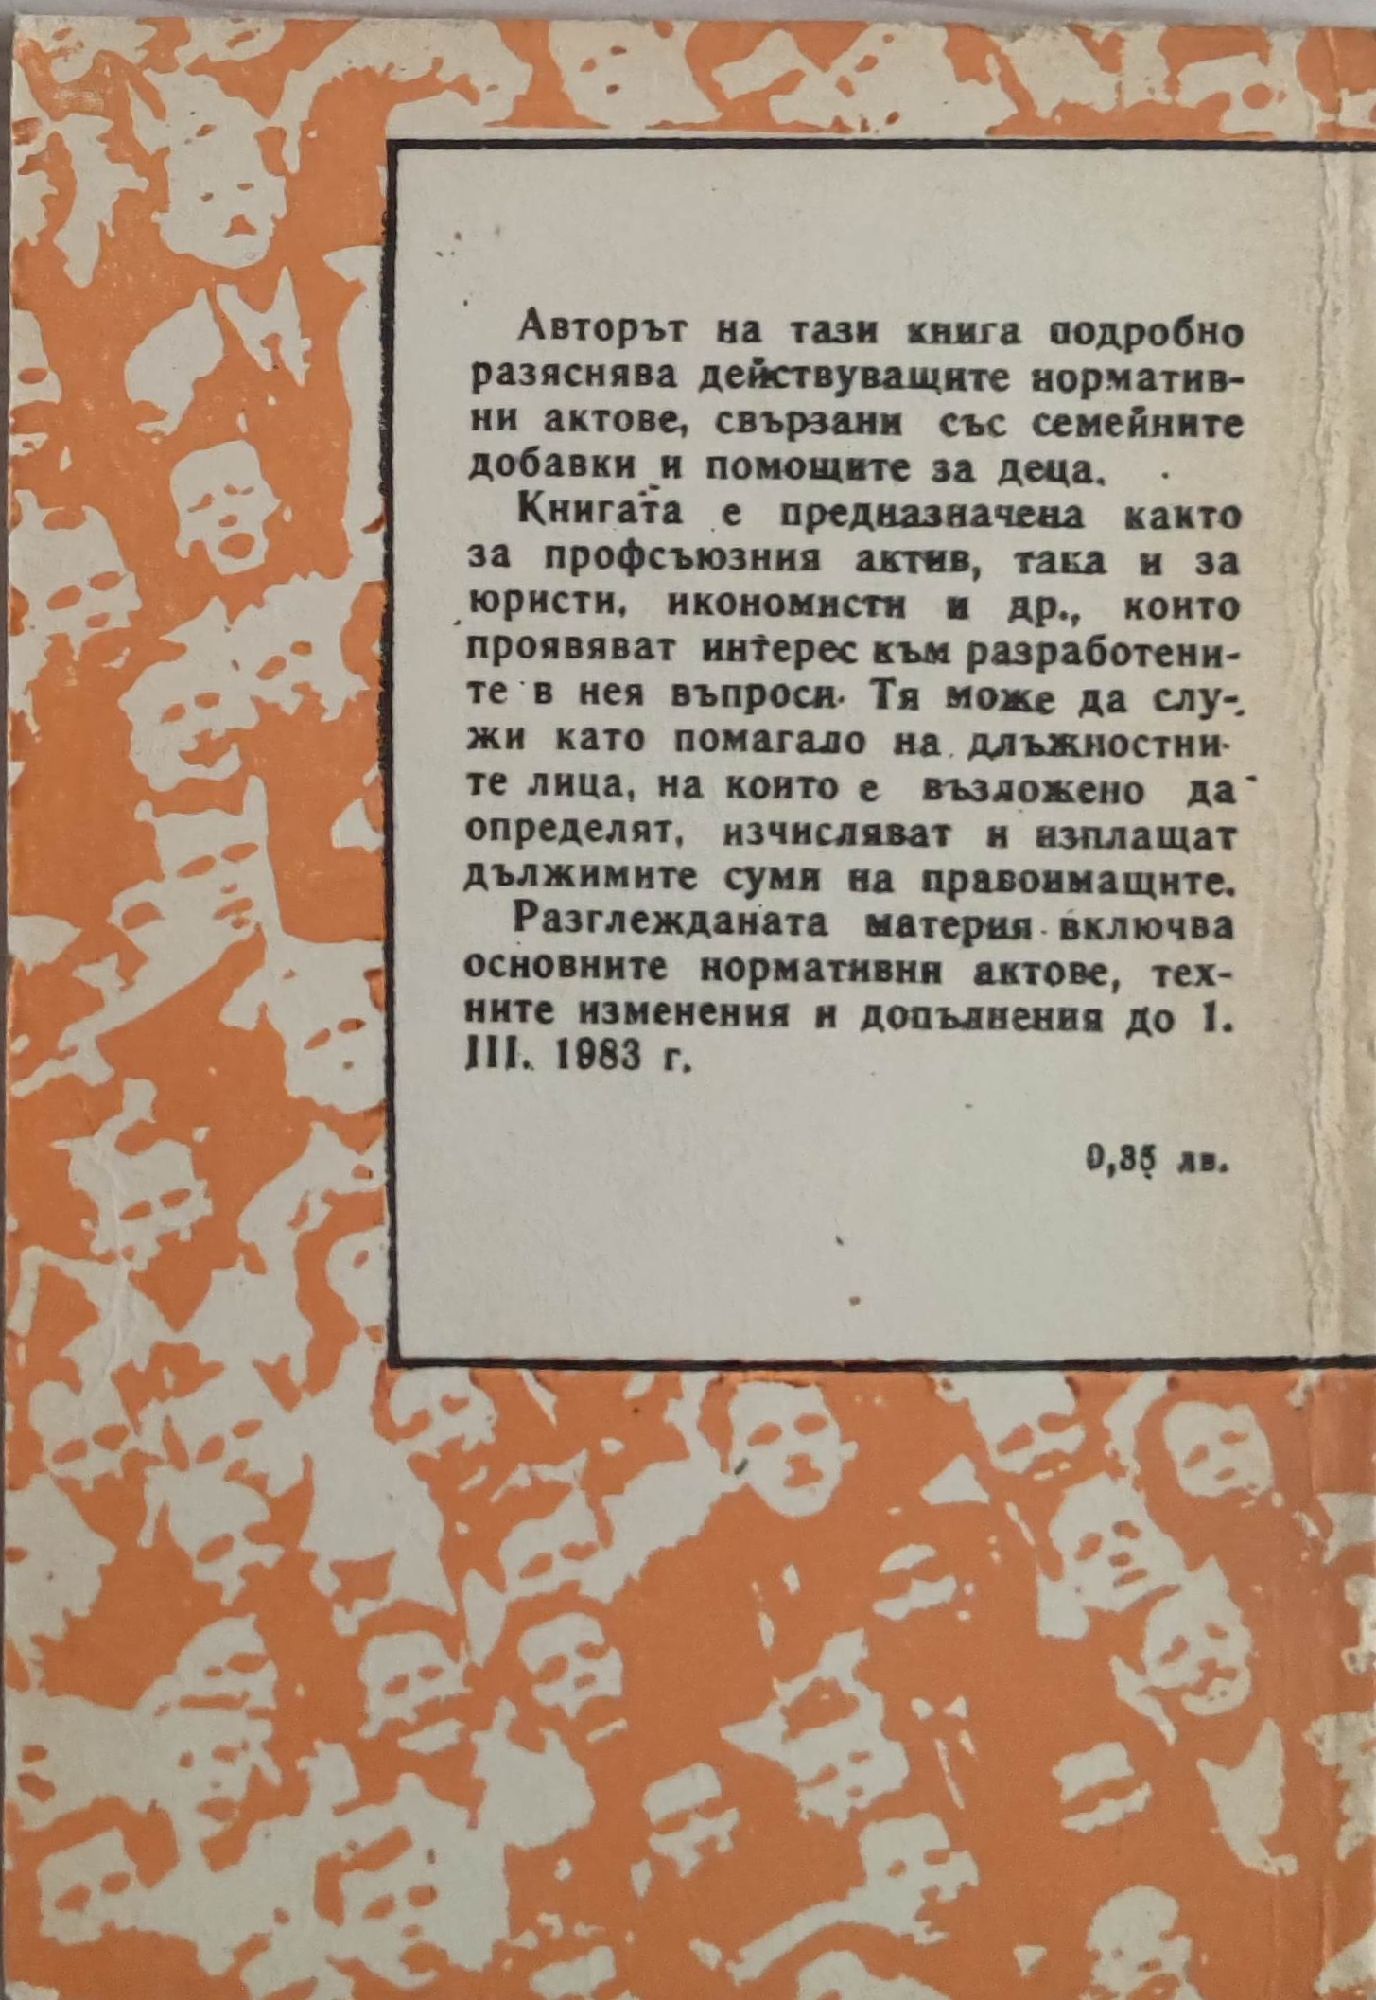 Авторът на тази книга подробно
разяснява действуващите норматив-
ни актове, свързани със семейните
добавки и помощите за деца.
Книгата е предназначена както
за профсъюзния актив, така и за
юристи, икономисти и др., които
проявяват интерес към разработени-
те в нея въпроси. Тя може да слу-
жи като помагало на длъжностни-
те лица, на които е възложено да
определят, изчисляват и изплащат
дължимите суми на правоимащите.
Разглежданата материя включва
основните нормативни актове, тех-
ните изменения и допълнения до 1.
III. 1983 г.
0,35 лв.